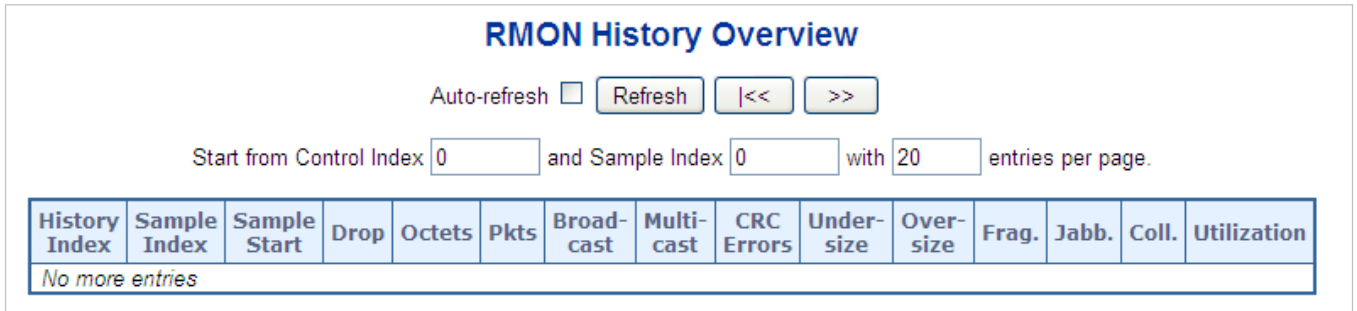 RMON History Overview
Auto-refresh Refresh |<< >>
Start from Control Index 0 and Sample Index 0 with 20 entries per page.
History Index Sample Index Sample Start Drop Octets Pkts Broad-cast Multi-cast CRC Errors Under-size Over-size Frag. Jabb. Coll. Utilization
No more entries